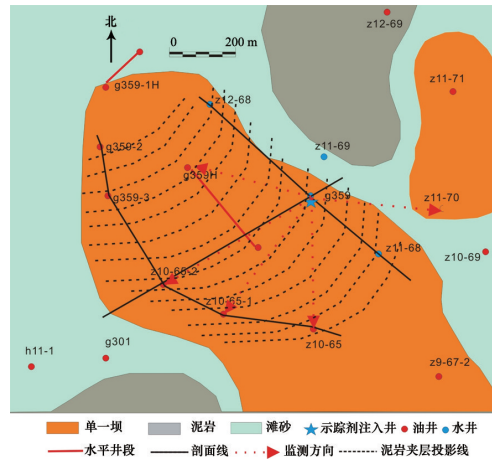 北
0 200 m
z12-69
g359-1H
z12-68
z11-71
g359-2
z11-69
g359H
g359-3
g359
z11-70
z11-68
z10-69
z10-66-2
z10-65-1
z10-65
h11-1
g301
z9-67-2
单一坝 泥岩 滩砂 示踪剂注入井 油井 水井
水平井段 剖面线 监测方向 泥岩夹层投影线